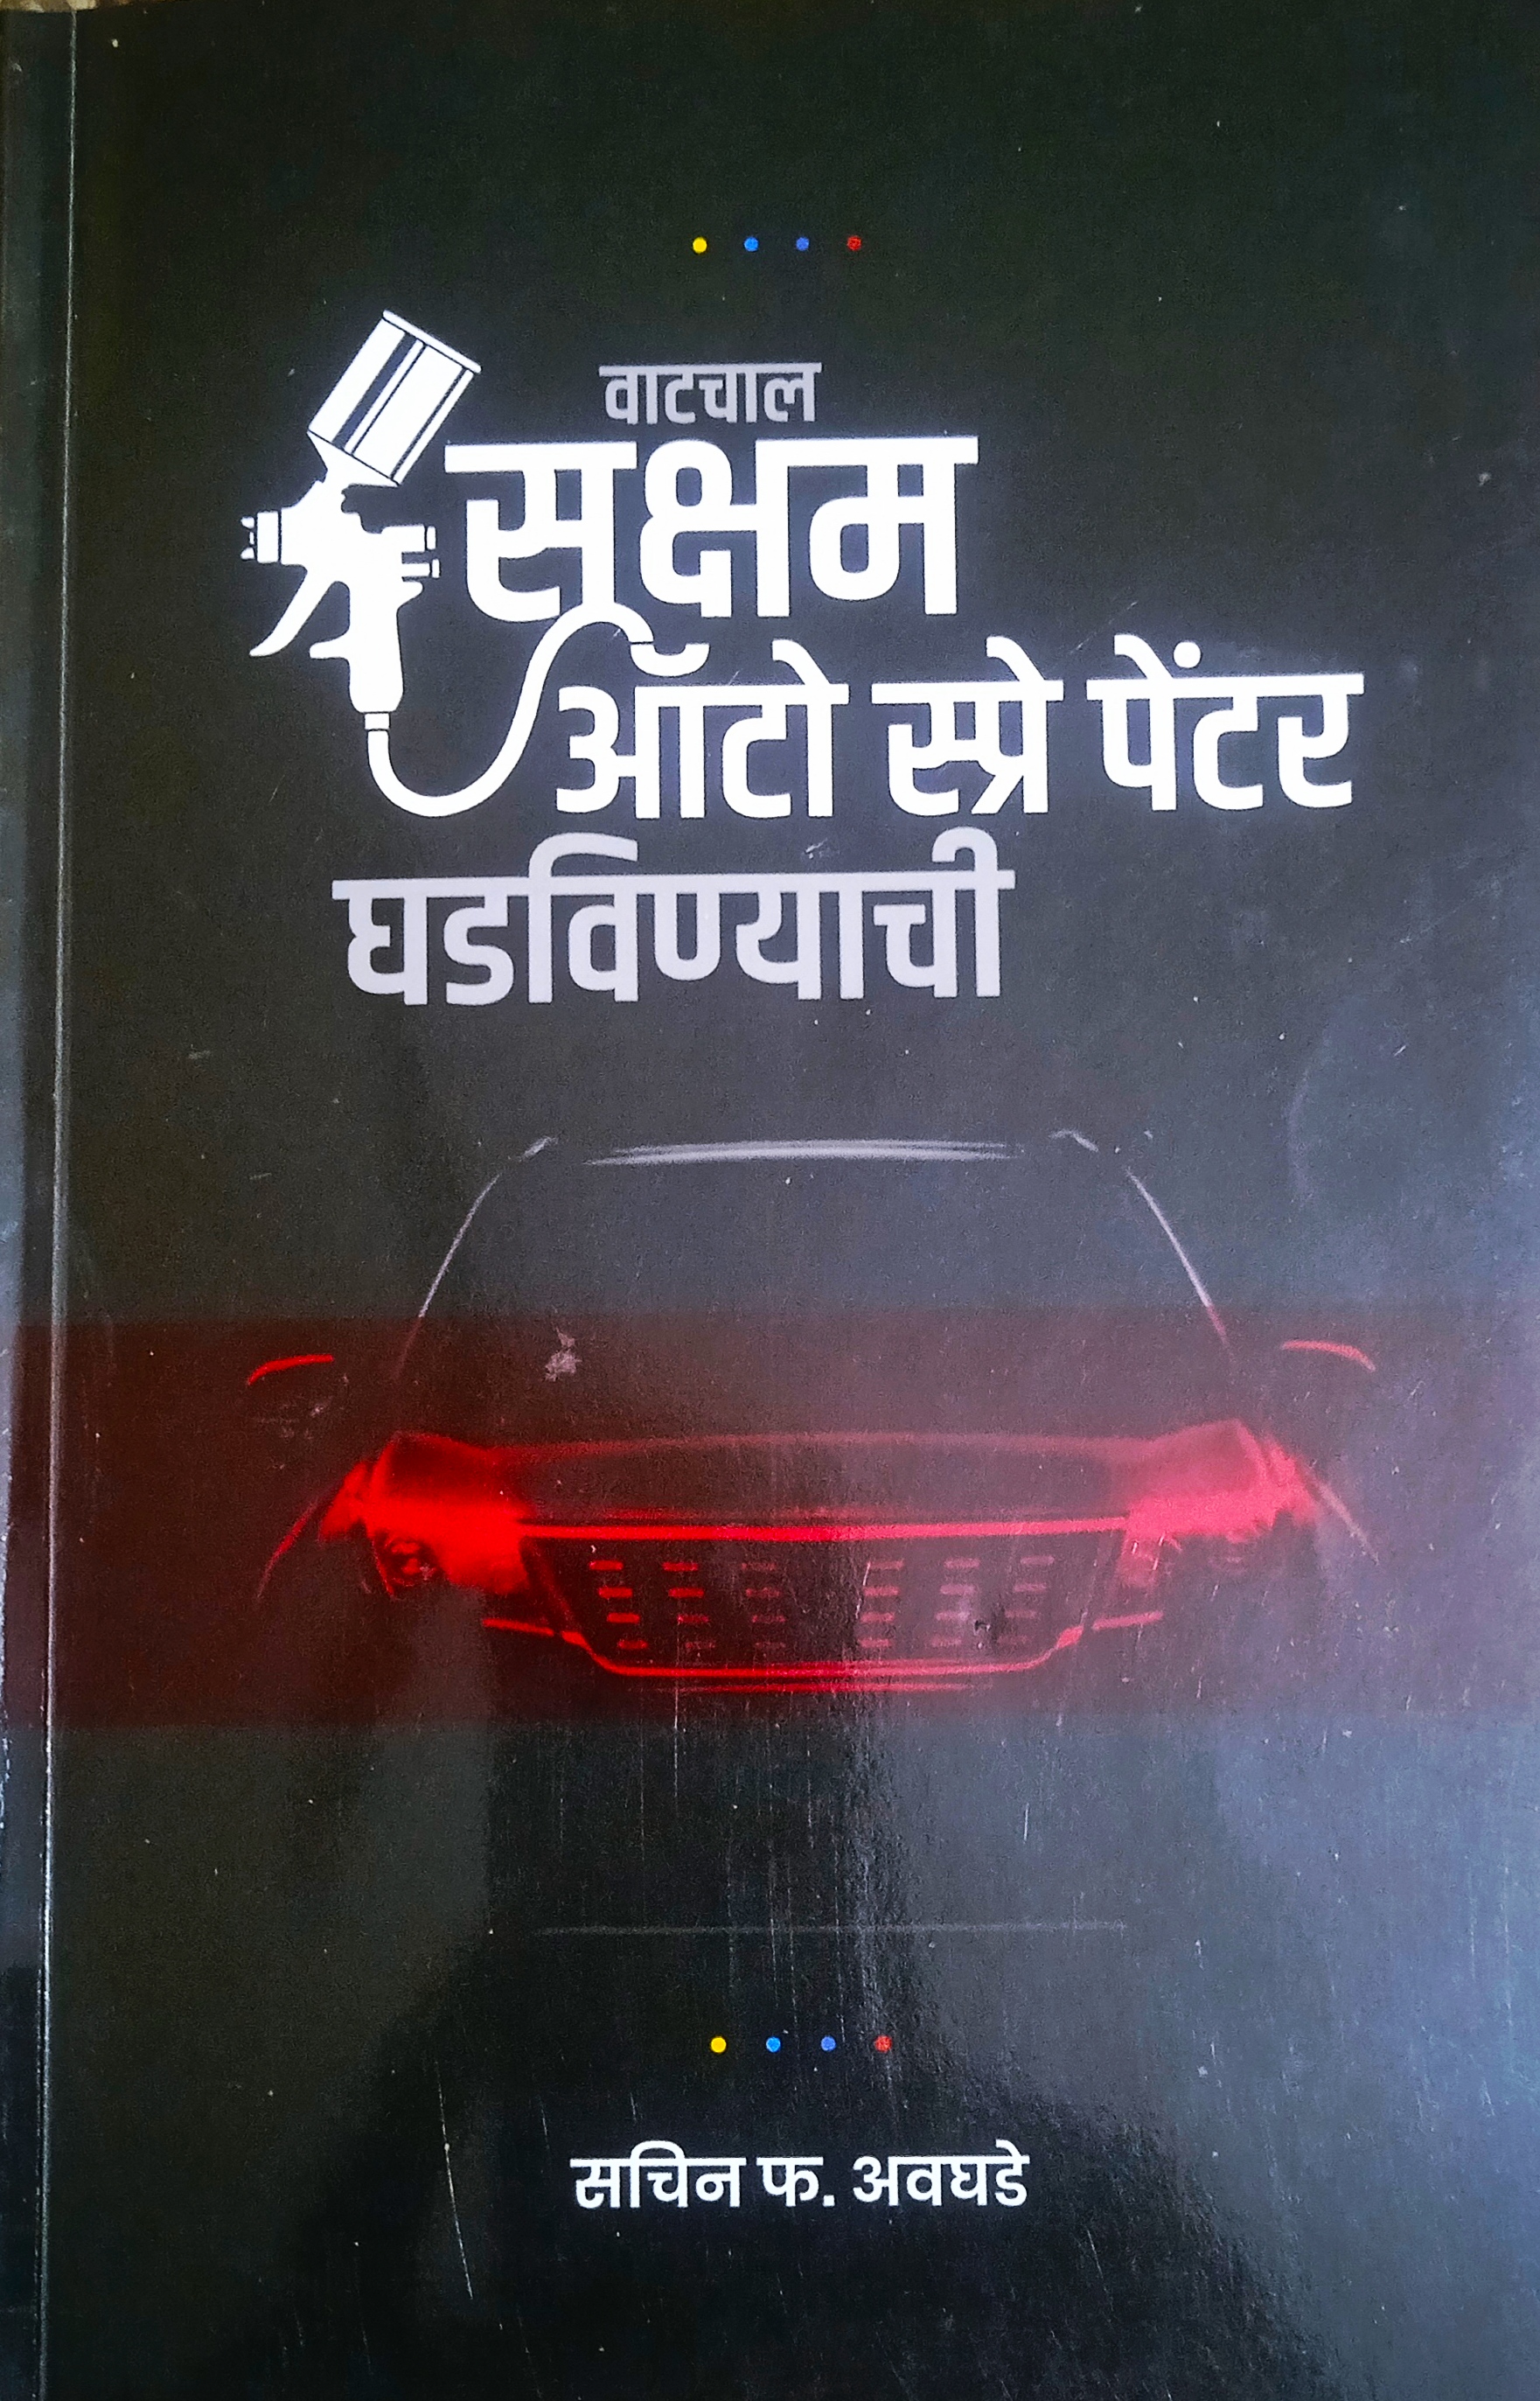 वाटचाल
सक्षम
ऑटो स्प्रे पेंटर
घडविण्याची
सचिन फ. अवघडे